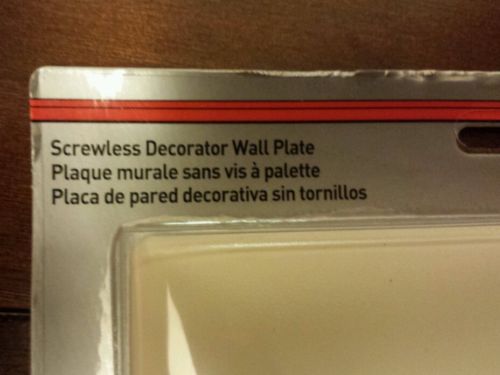 Screwless Decorator Wall Plate
Plaque murale sans vis à palette
Placa de pared decorativa sin tornillos